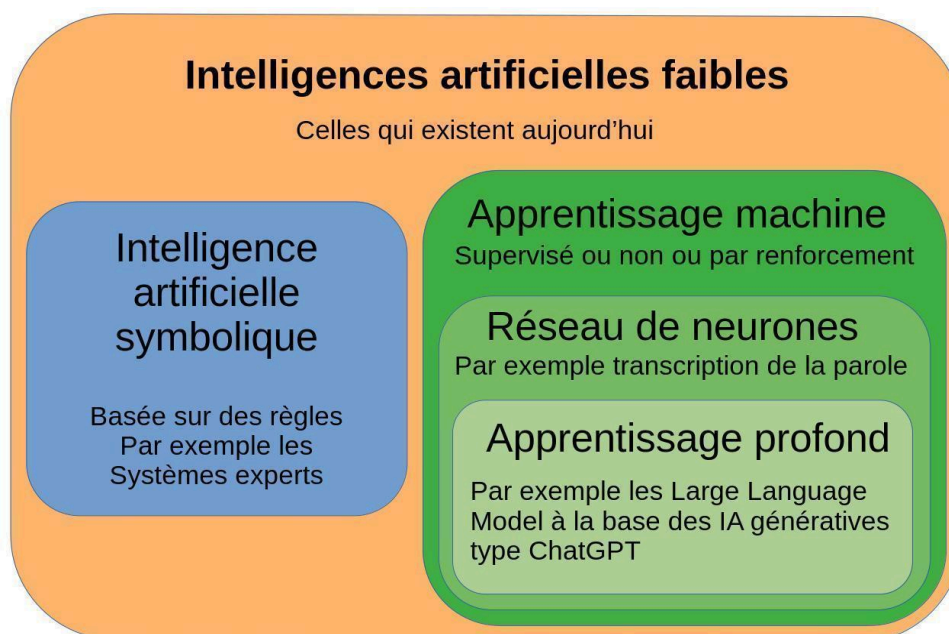 Intelligences artificielles faibles
Celles qui existent aujourd’hui
Intelligence
artificielle
symbolique
Basée sur des règles
Par exemple les
Systèmes experts
Apprentissage machine
Supervisé ou non ou par renforcement
Réseau de neurones
Par exemple transcription de la parole
Apprentissage profond
Par exemple les Large Language
Model à la base des IA génératives
type ChatGPT